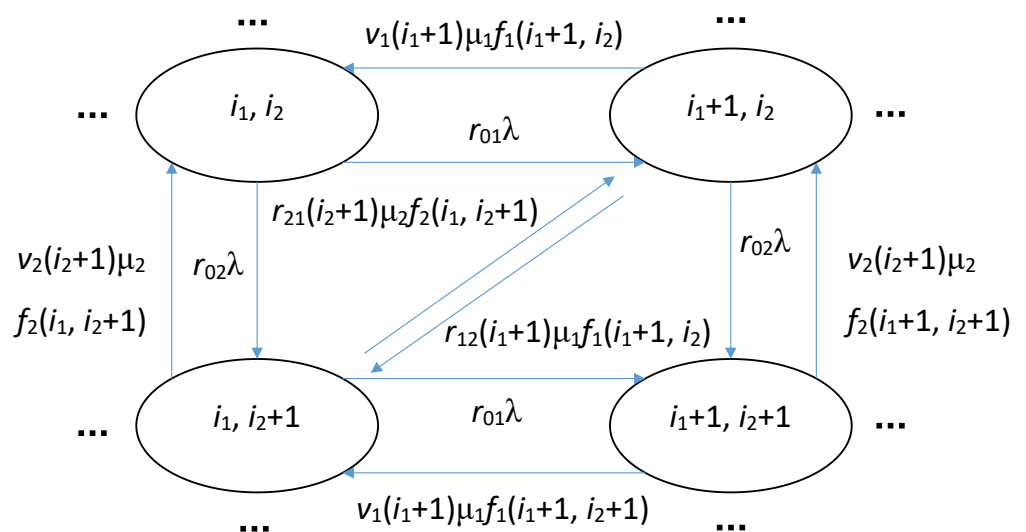 ... ...
v₁(i₁+1)μ₁f₁(i₁+1, i₂)
... i₁, i₂ i₁+1, i₂ ...
r₀₁λ
r₂₁(i₂+1)μ₂f₂(i₁, i₂+1)
v₂(i₂+1)μ₂ r₀₂λ r₀₂λ v₂(i₂+1)μ₂
f₂(i₁, i₂+1) f₂(i₁+1, i₂+1)
r₁₂(i₁+1)μ₁f₁(i₁+1, i₂)
... i₁, i₂+1 i₁+1, i₂+1 ...
r₀₁λ
v₁(i₁+1)μ₁f₁(i₁+1, i₂+1)
... ...